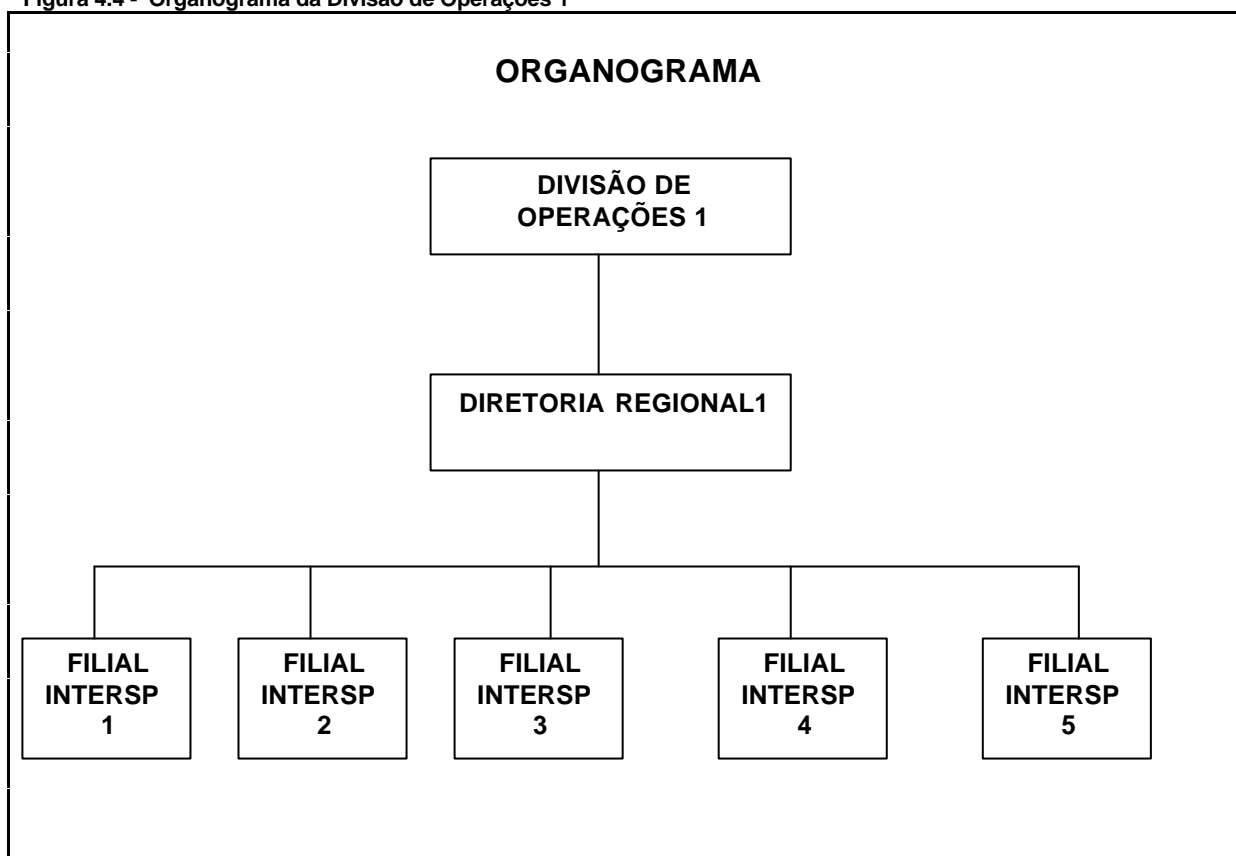 Figura 4.4 - Organograma da Divisão de Operações 1
ORGANOGRAMA
DIVISÃO DE
OPERAÇÕES 1
DIRETORIA REGIONAL1
FILIAL
INTERSP
1
FILIAL
INTERSP
2
FILIAL
INTERSP
3
FILIAL
INTERSP
4
FILIAL
INTERSP
5